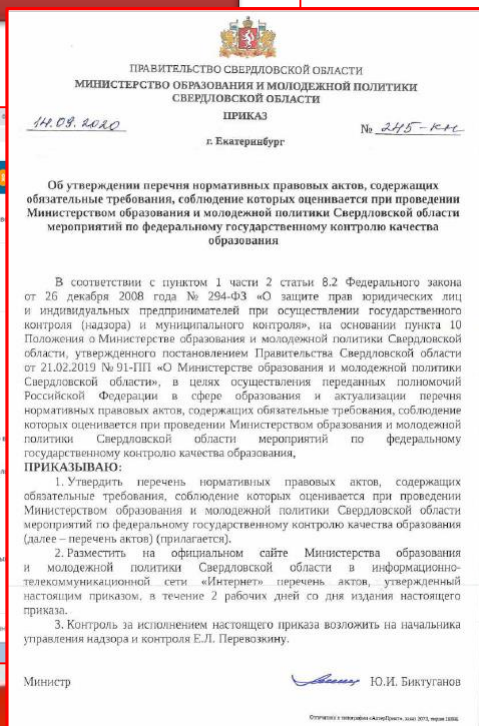 ПРАВИТЕЛЬСТВО СВЕРДЛОВСКОЙ ОБЛАСТИ
МИНИСТЕРСТВО ОБРАЗОВАНИЯ И МОЛОДЕЖНОЙ ПОЛИТИКИ
СВЕРДЛОВСКОЙ ОБЛАСТИ
ПРИКАЗ
14.09.2020
№ 245-кн
г. Екатеринбург
Об утверждении перечня нормативных правовых актов, содержащих
обязательные требования, соблюдение которых оценивается при проведении
Министерством образования и молодежной политики Свердловской области
мероприятий по федеральному государственному контролю качества
образования
В соответствии с пунктом 1 части 2 статьи 8.2 Федерального закона
от 26 декабря 2008 года № 294-ФЗ «О защите прав юридических лиц
и индивидуальных предпринимателей при осуществлении государственного
контроля (надзора) и муниципального контроля», на основании пункта 10
Положения о Министерстве образования и молодежной политики Свердловской
области, утвержденного постановлением Правительства Свердловской области
от 21.02.2019 № 91-ПП «О Министерстве образования и молодежной политики
Свердловской области», в целях осуществления переданных полномочий
Российской Федерации в сфере образования и актуализации перечня
нормативных правовых актов, содержащих обязательные требования, соблюдение
которых оценивается при проведении Министерством образования и молодежной
политики Свердловской области мероприятий по федеральному
государственному контролю качества образования,
ПРИКАЗЫВАЮ:
1. Утвердить перечень нормативных правовых актов, содержащих
обязательные требования, соблюдение которых оценивается при проведении
Министерством образования и молодежной политики Свердловской области
мероприятий по федеральному государственному контролю качества образования
(далее – перечень актов) (прилагается).
2. Разместить на официальном сайте Министерства образования
и молодежной политики Свердловской области в информационно-
телекоммуникационной сети «Интернет» перечень актов, утвержденный
настоящим приказом, в течение 2 рабочих дней со дня издания настоящего
приказа.
3. Контроль за исполнением настоящего приказа возложить на начальника
управления надзора и контроля Е.Л. Перевозкину.
Министр
Ю.И. Биктуганов